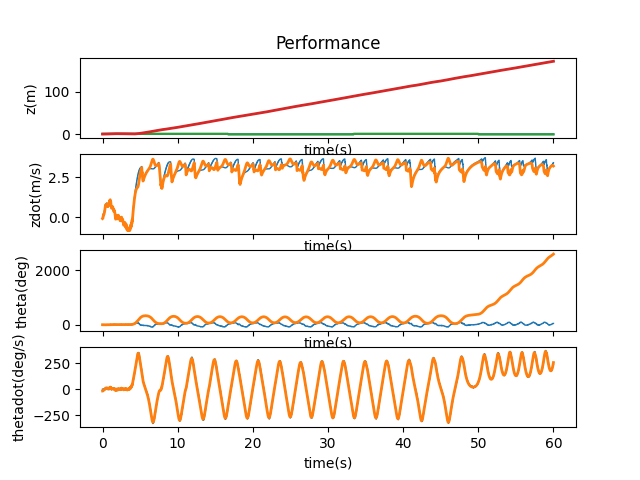 Performance
z(m)
100
0
time(s)
zdot(m/s)
2.5
0.0
time(s)
theta(deg)
2000
0
time(s)
thetadot(deg/s)
250
0
−250
0 10 20 30 40 50 60
time(s)